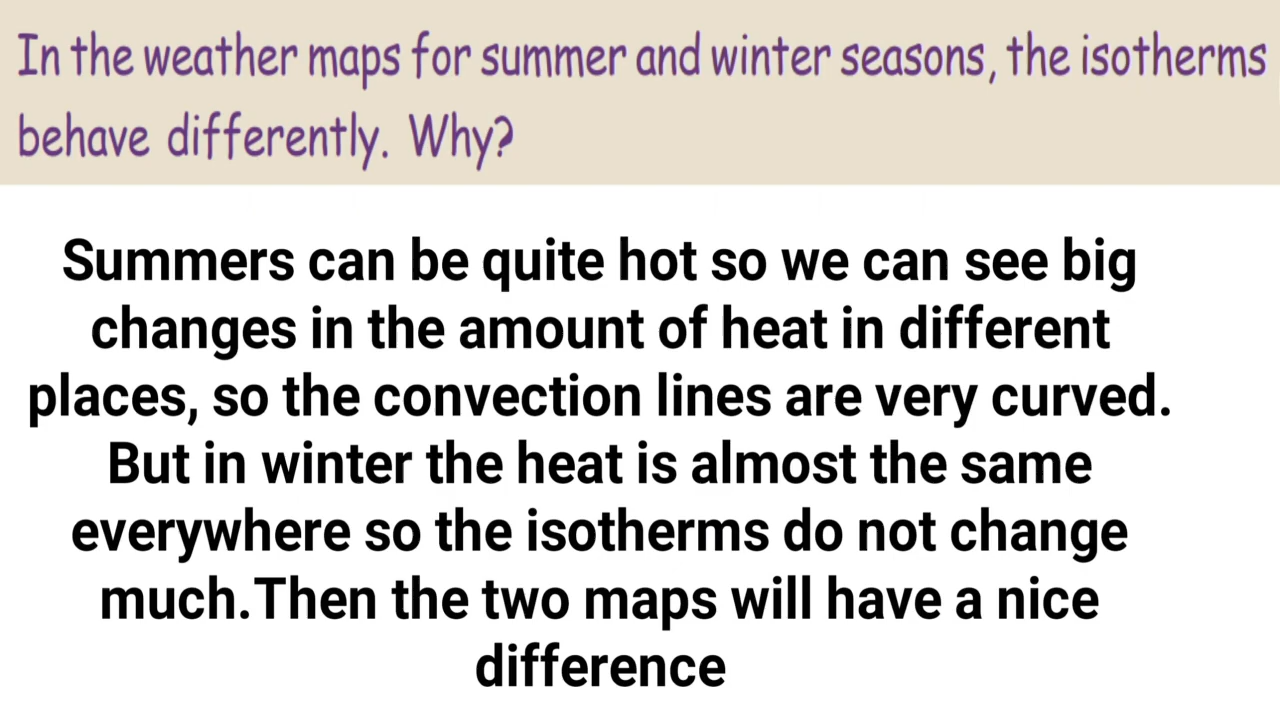 In the weather maps for summer and winter seasons, the isotherms
behave differently. Why?
Summers can be quite hot so we can see big
changes in the amount of heat in different
places, so the convection lines are very curved.
But in winter the heat is almost the same
everywhere so the isotherms do not change
much.Then the two maps will have a nice
difference